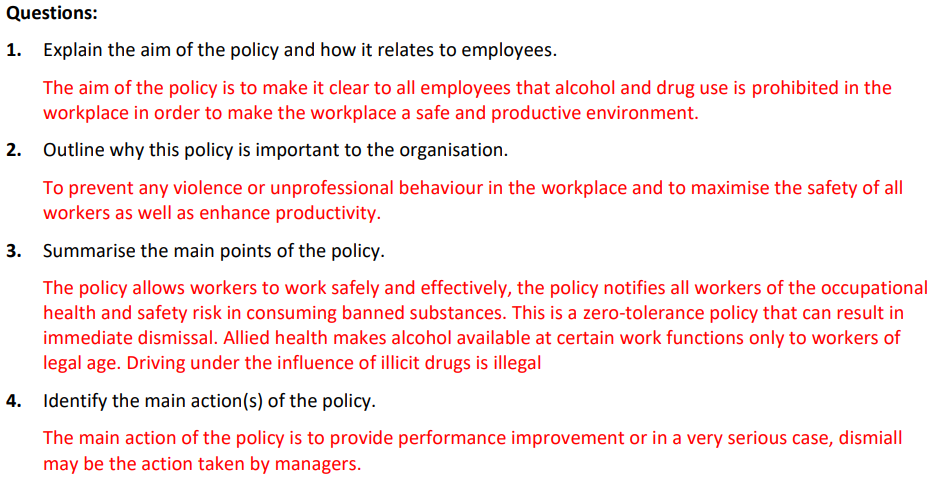 Questions:
1. Explain the aim of the policy and how it relates to employees.
The aim of the policy is to make it clear to all employees that alcohol and drug use is prohibited in the
workplace in order to make the workplace a safe and productive environment.
2. Outline why this policy is important to the organisation.
To prevent any violence or unprofessional behaviour in the workplace and to maximise the safety of all
workers as well as enhance productivity.
3. Summarise the main points of the policy.
The policy allows workers to work safely and effectively, the policy notifies all workers of the occupational
health and safety risk in consuming banned substances. This is a zero-tolerance policy that can result in
immediate dismissal. Allied health makes alcohol available at certain work functions only to workers of
legal age. Driving under the influence of illicit drugs is illegal
4. Identify the main action(s) of the policy.
The main action of the policy is to provide performance improvement or in a very serious case, dismiall
may be the action taken by managers.